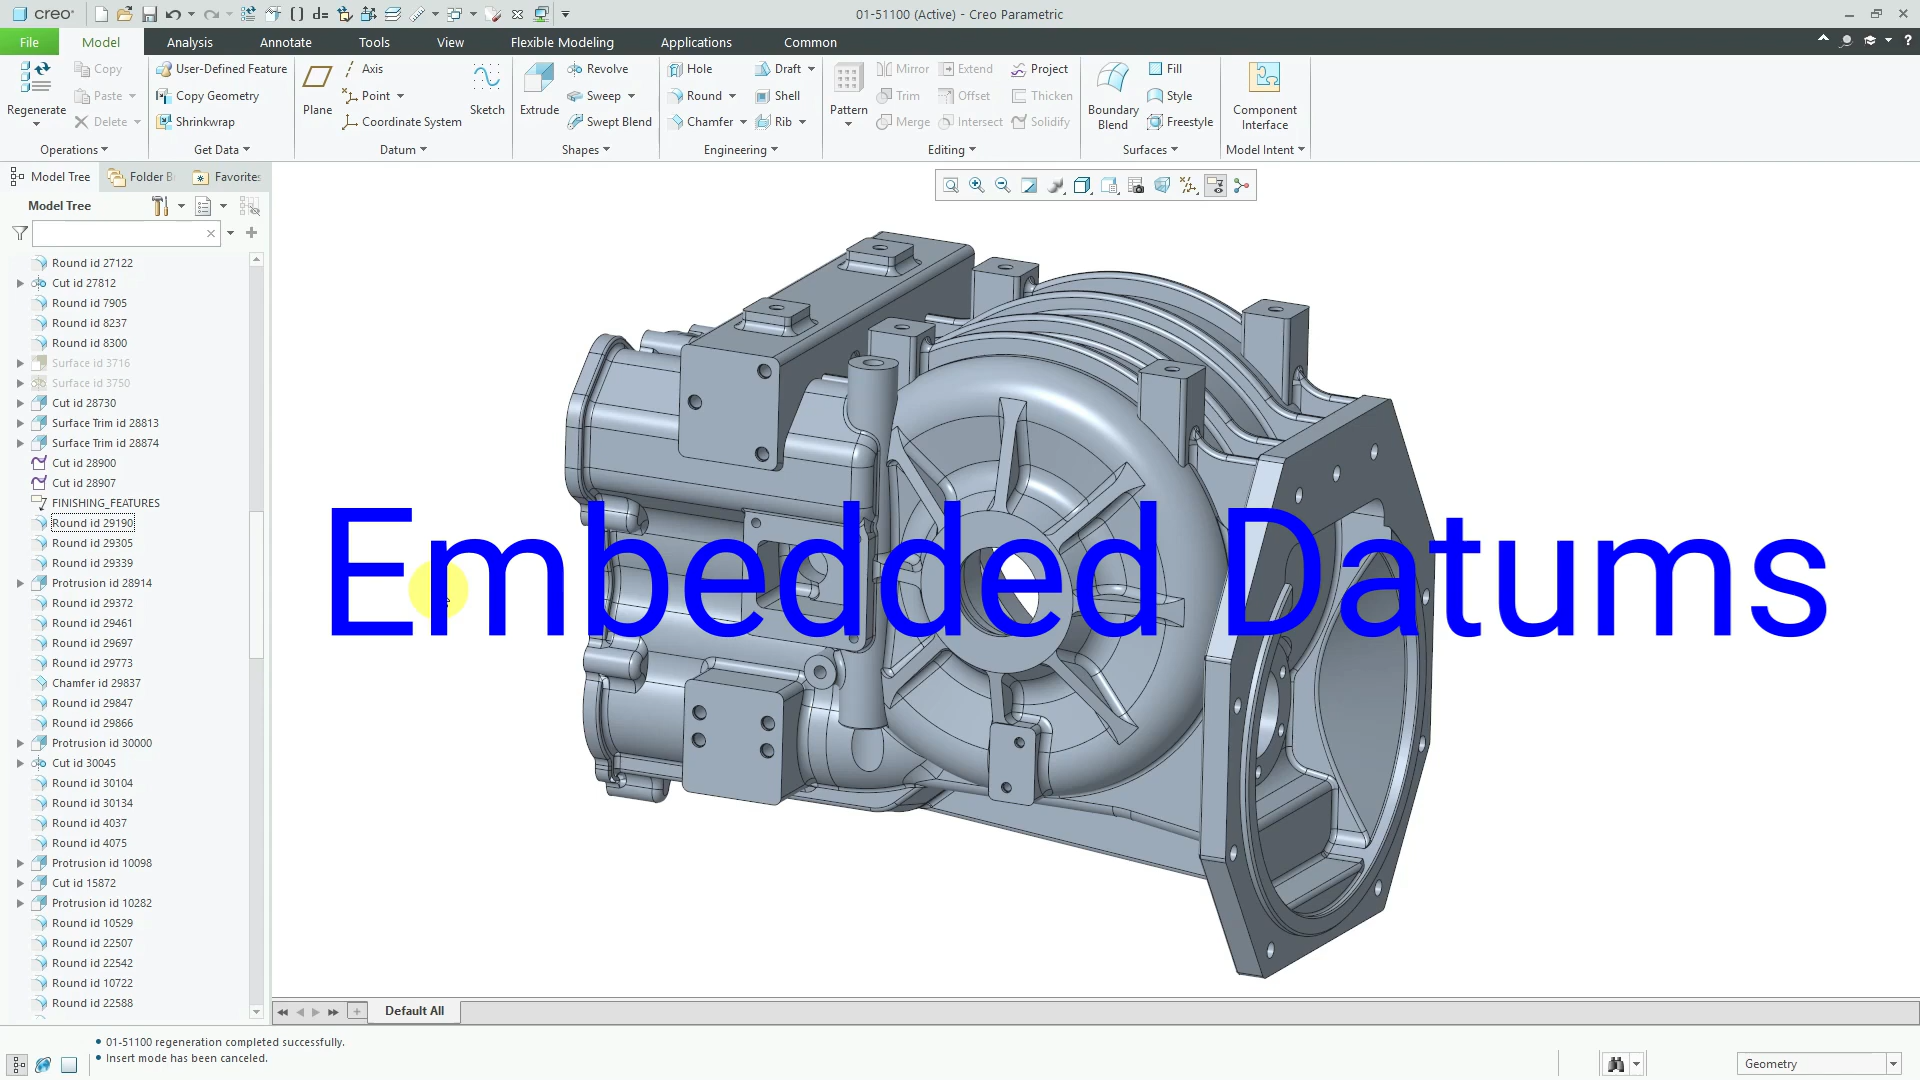 creo
01-51100 (Active) - Creo Parametric
File Model Analysis Annotate Tools View Flexible Modeling Applications Common
Regenerate
Copy
Paste
Delete
Operations
User-Defined Feature
Copy Geometry
Shrinkwrap
Get Data
Plane
Axis
Point
Coordinate System
Sketch
Datum
Extrude
Revolve
Sweep
Swept Blend
Shapes
Hole
Round
Chamfer
Draft
Shell
Rib
Engineering
Pattern
Mirror
Trim
Merge
Extend
Offset
Intersect
Project
Thicken
Solidify
Editing
Boundary
Blend
Fill
Style
Freestyle
Surfaces
Component
Interface
Model Intent
Model Tree Folder B Favorites
Model Tree
Round id 27122
Cut id 27812
Round id 7905
Round id 8237
Round id 8300
Surface id 3716
Surface id 3750
Cut id 28730
Surface Trim id 28813
Surface Trim id 28874
Cut id 28900
Cut id 28907
FINISHING_FEATURES
Round id 29190
Round id 29305
Round id 29339
Protrusion id 28914
Round id 29372
Round id 29461
Round id 29697
Round id 29773
Chamfer id 29837
Round id 29847
Round id 29866
Protrusion id 30000
Cut id 30045
Round id 30104
Round id 30134
Round id 4037
Round id 4075
Protrusion id 10098
Cut id 15872
Protrusion id 10282
Round id 10529
Round id 22507
Round id 22542
Round id 10722
Round id 22588
Embedded Datums
Default All
• 01-51100 regeneration completed successfully.
• Insert mode has been canceled.
Geometry